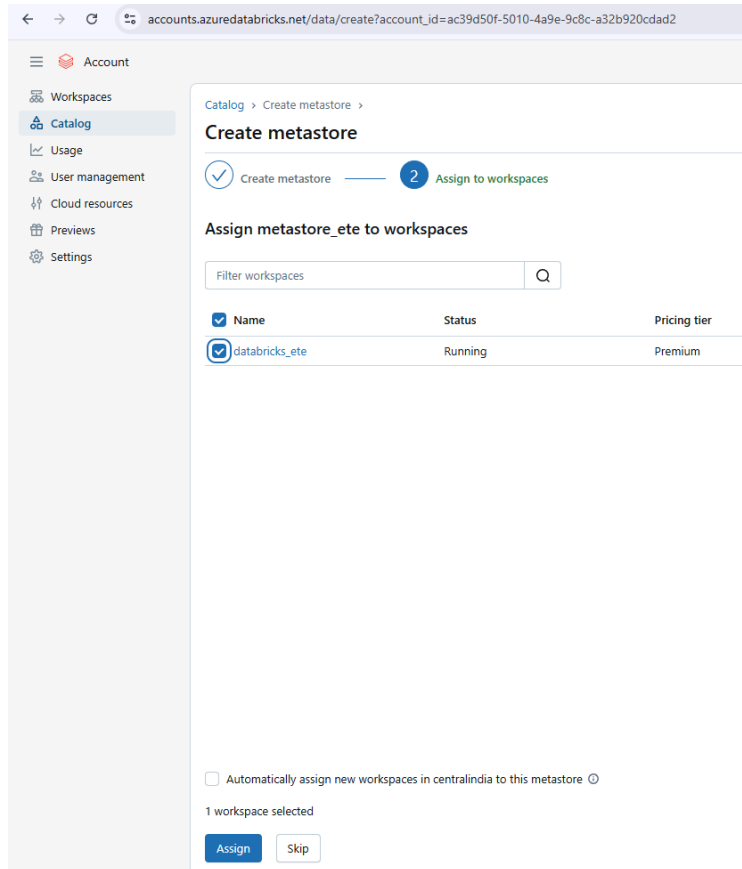 accounts.azuredatabricks.net/data/create?account_id=ac39d50f-5010-4a9e-9c8c-a32b920cdad2
Account
Workspaces
Catalog
Usage
User management
Cloud resources
Previews
Settings
Catalog > Create metastore >
Create metastore
Create metastore 2 Assign to workspaces
Assign metastore_ete to workspaces
Filter workspaces
Name Status Pricing tier
databricks_ete Running Premium
Automatically assign new workspaces in centralindia to this metastore
1 workspace selected
Assign Skip